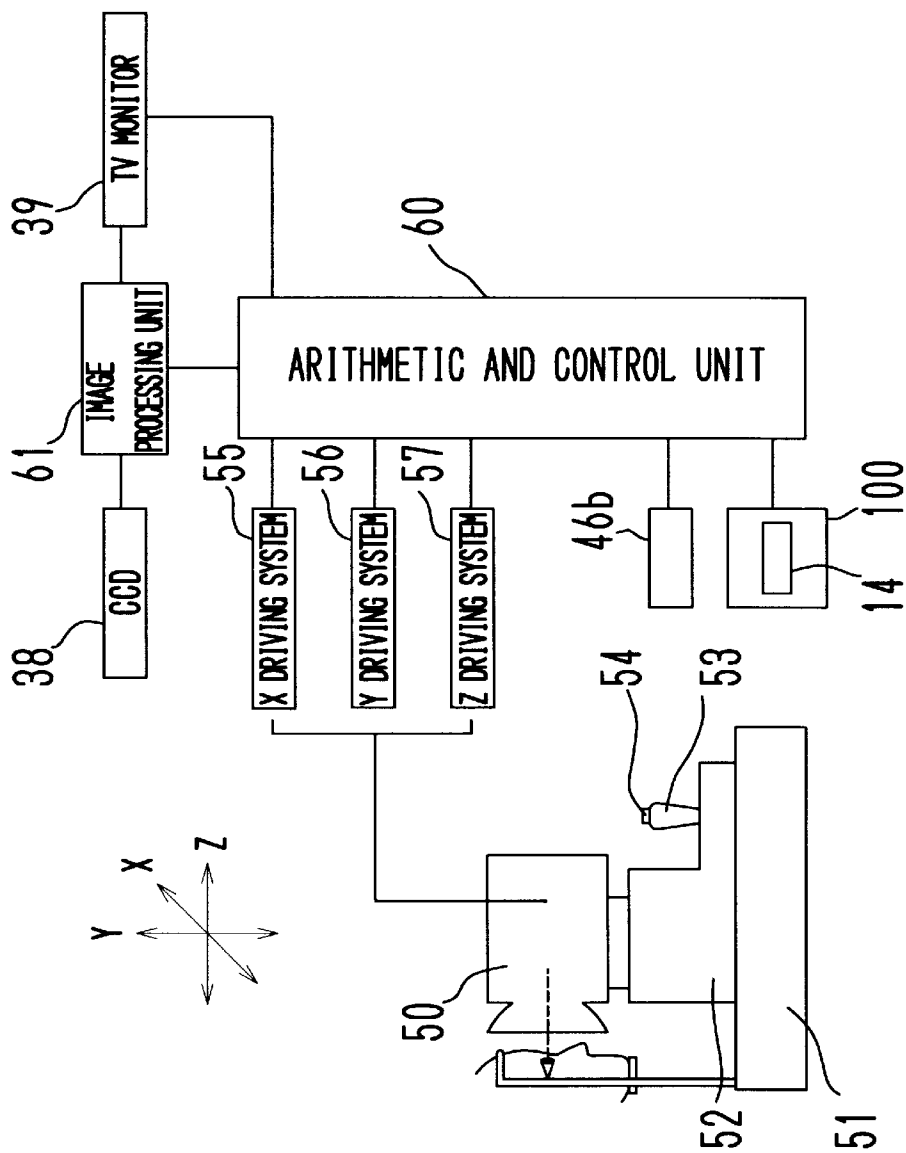 38
CCD
61
IMAGE
PROCESSING UNIT
39
TV MONITOR
55
X DRIVING SYSTEM
56
Y DRIVING SYSTEM
57
Z DRIVING SYSTEM
60
ARITHMETIC AND CONTROL UNIT
46b
14
100
Y
X
Z
50
54
53
52
51